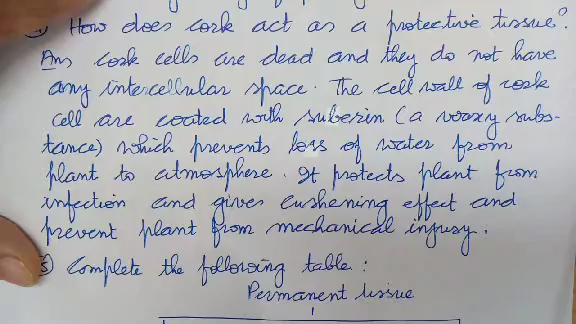 How does cork act as a protective tissue?
Ans cork cells are dead and they do not have
any intercellular space. The cell wall of cork
cell are coated with suberin (a waxy subs-
tance) which prevents loss of water from
plant to atmosphere. It protects plant from
infection and gives cushening effect and
prevent plant from mechanical injusy.
5) Complete the following table :
Permanent tissue